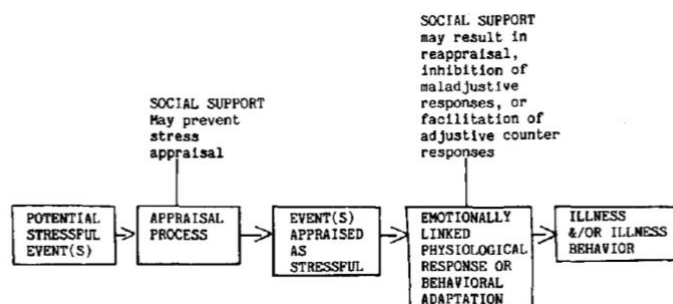 SOCIAL SUPPORT
may result in
reappraisal,
inhibition of
maladjustive
responses, or
facilitation of
adjustive counter
responses
SOCIAL SUPPORT
May prevent
stress
appraisal
POTENTIAL
STRESSFUL
EVENT(S)
APPRAISAL
PROCESS
EVENT(S)
APPRAISED
AS
STRESSFUL
EMOTIONALLY
LINKED
PHYSIOLOGICAL
RESPONSE OR
BEHAVIORAL
ADAPTATION
ILLNESS
&/OR ILLNESS
BEHAVIOR